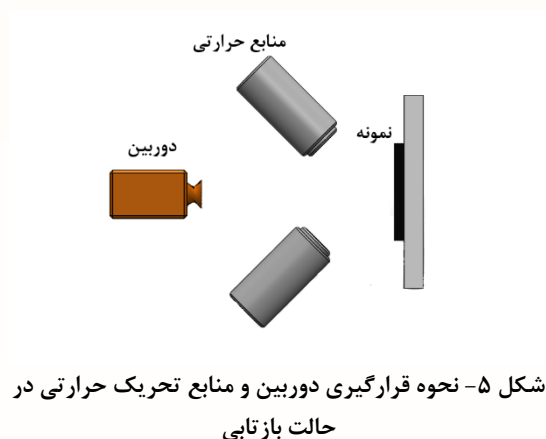 منابع حرارتی
نمونه
دوربین
شکل ۵- نحوه قرارگیری دوربین و منابع تحریک حرارتی در
حالت بازتابی